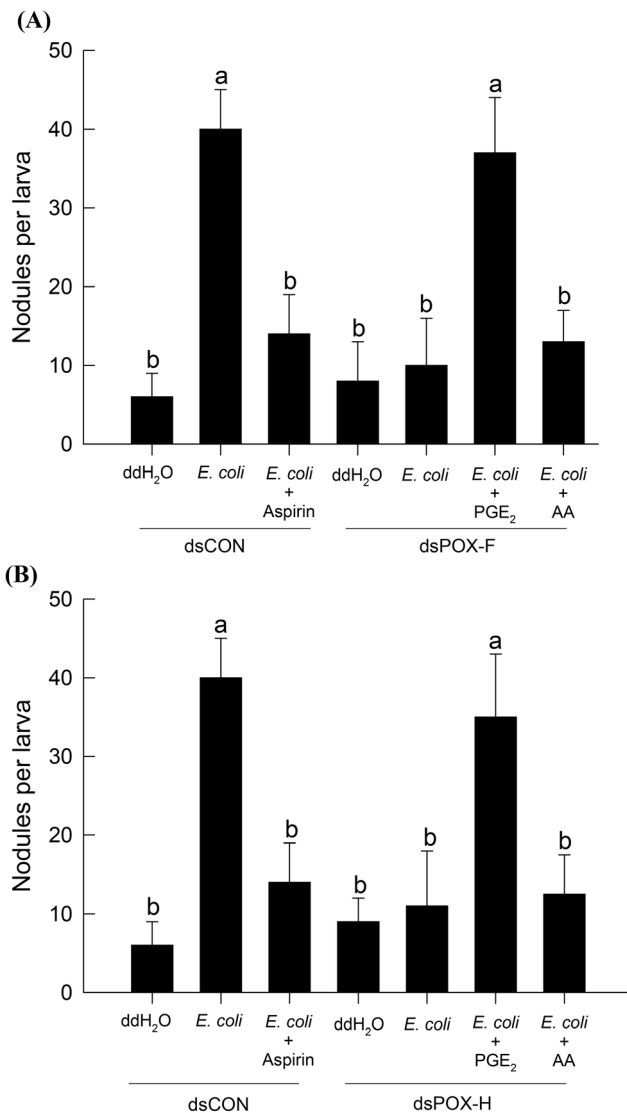 (A)
50
40
30
20
10
0
Nodules per larva
b
a
b
b
b
a
b
ddH₂O E. coli E. coli ddH₂O E. coli E. coli E. coli
+ + +
Aspirin PGE₂ AA
dsCON dsPOX-F
(B)
50
40
30
20
10
0
Nodules per larva
b
a
b
b
b
a
b
ddH₂O E. coli E. coli ddH₂O E. coli E. coli E. coli
+ + +
Aspirin PGE₂ AA
dsCON dsPOX-H